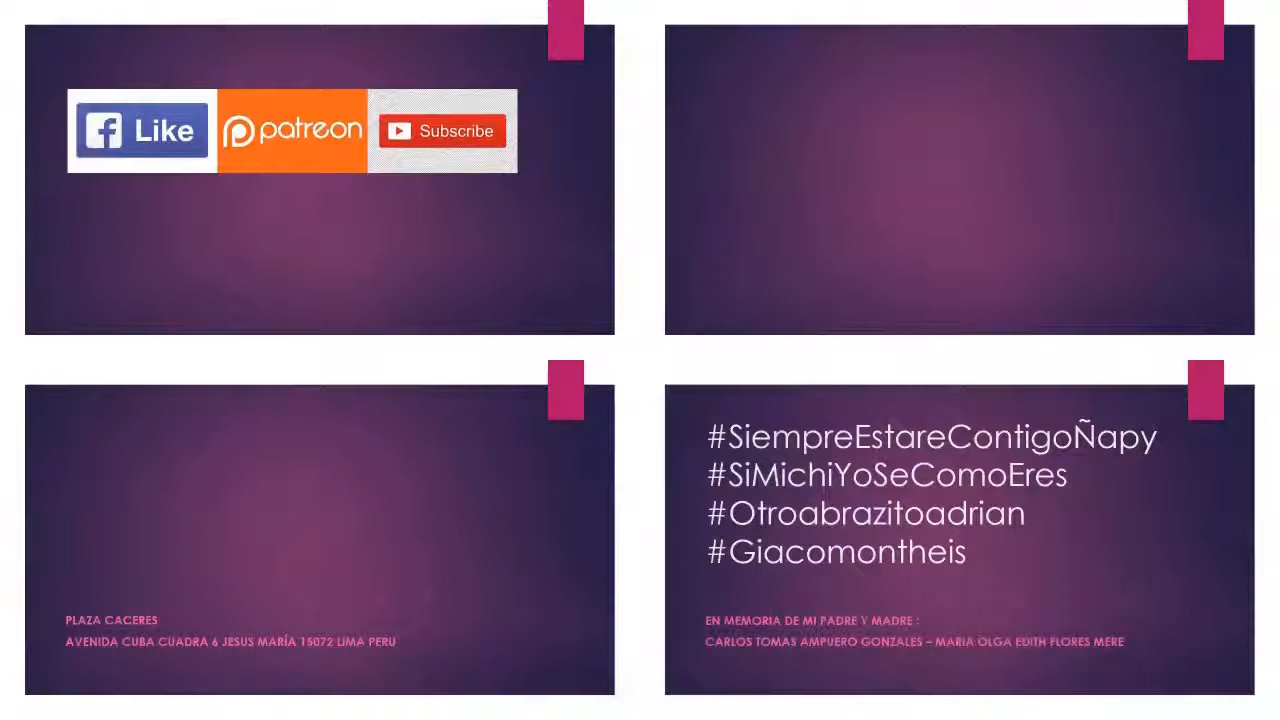 Like
patreon
Subscribe
PLAZA CACERES
AVENIDA CUBA CUADRA 6 JESUS MARÍA 15072 LIMA PERU
#SiempreEstareContigoÑapy
#SiMichiYoSeComoEres
#Otroabrazitoadrian
#Giacomontheis
EN MEMORIA DE MI PADRE Y MADRE :
CARLOS TOMAS AMPUERO GONZALES – MARIA OLGA EDITH FLORES MERE